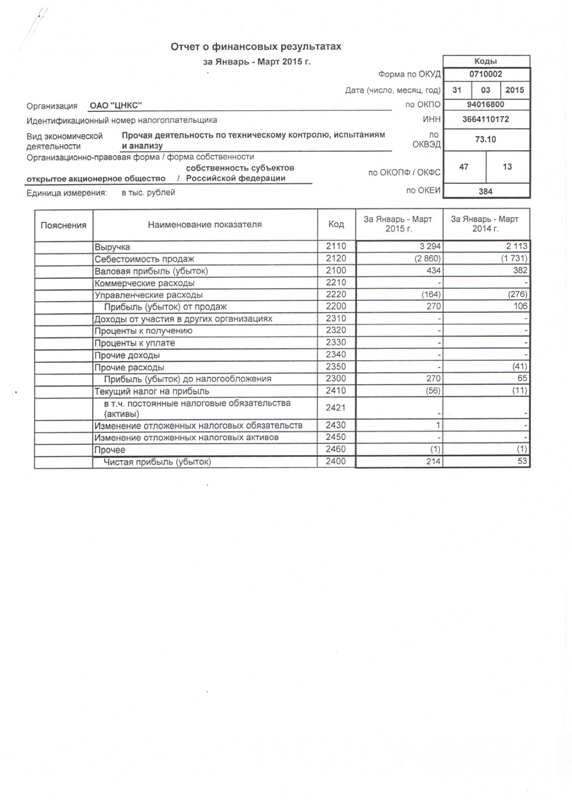 Отчет о финансовых результатах
за Январь - Март 2015 г.
Коды
Форма по ОКУД 0710002
Дата (число, месяц, год) 31 03 2015
Организация ОАО "ЦНКС" по ОКПО 94016800
Идентификационный номер налогоплательщика ИНН 3664110172
Вид экономической деятельности Прочая деятельность по техническому контролю, испытаниям и анализу по ОКВЭД 73.10
Организационно-правовая форма / форма собственности
открытое акционерное общество / собственность субъектов Российской федерации по ОКОПФ / ОКФС 47 13
Единица измерения: в тыс. рублей по ОКЕИ 384
Пояснения Наименование показателя Код За Январь - Март 2015 г. За Январь - Март 2014 г.
Выручка 2110 3 294 2 113
Себестоимость продаж 2120 (2 860) (1 731)
Валовая прибыль (убыток) 2100 434 382
Коммерческие расходы 2210 - -
Управленческие расходы 2220 (164) (276)
Прибыль (убыток) от продаж 2200 270 106
Доходы от участия в других организациях 2310 - -
Проценты к получению 2320 - -
Проценты к уплате 2330 - -
Прочие доходы 2340 - -
Прочие расходы 2350 - (41)
Прибыль (убыток) до налогообложения 2300 270 65
Текущий налог на прибыль 2410 (56) (11)
в т.ч. постоянные налоговые обязательства (активы) 2421 - -
Изменение отложенных налоговых обязательств 2430 1 -
Изменение отложенных налоговых активов 2450 - -
Прочее 2460 (1) (1)
Чистая прибыль (убыток) 2400 214 53